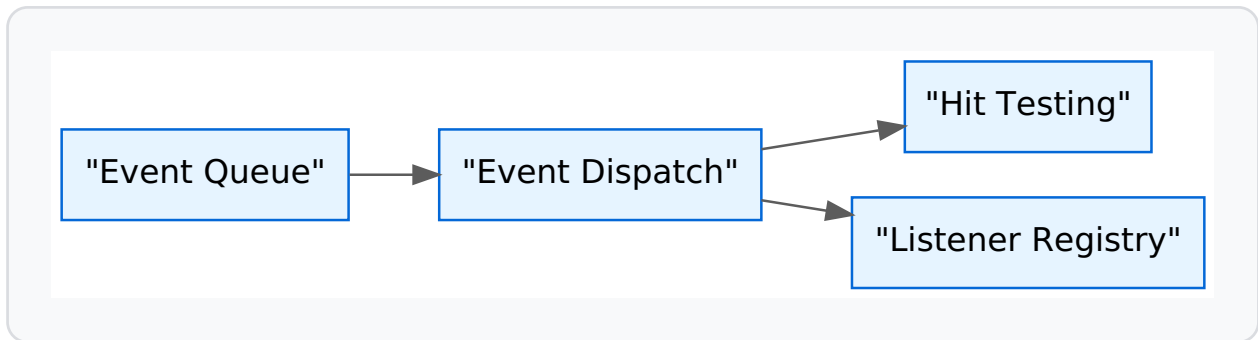 "Event Queue"
"Event Dispatch"
"Hit Testing"
"Listener Registry"